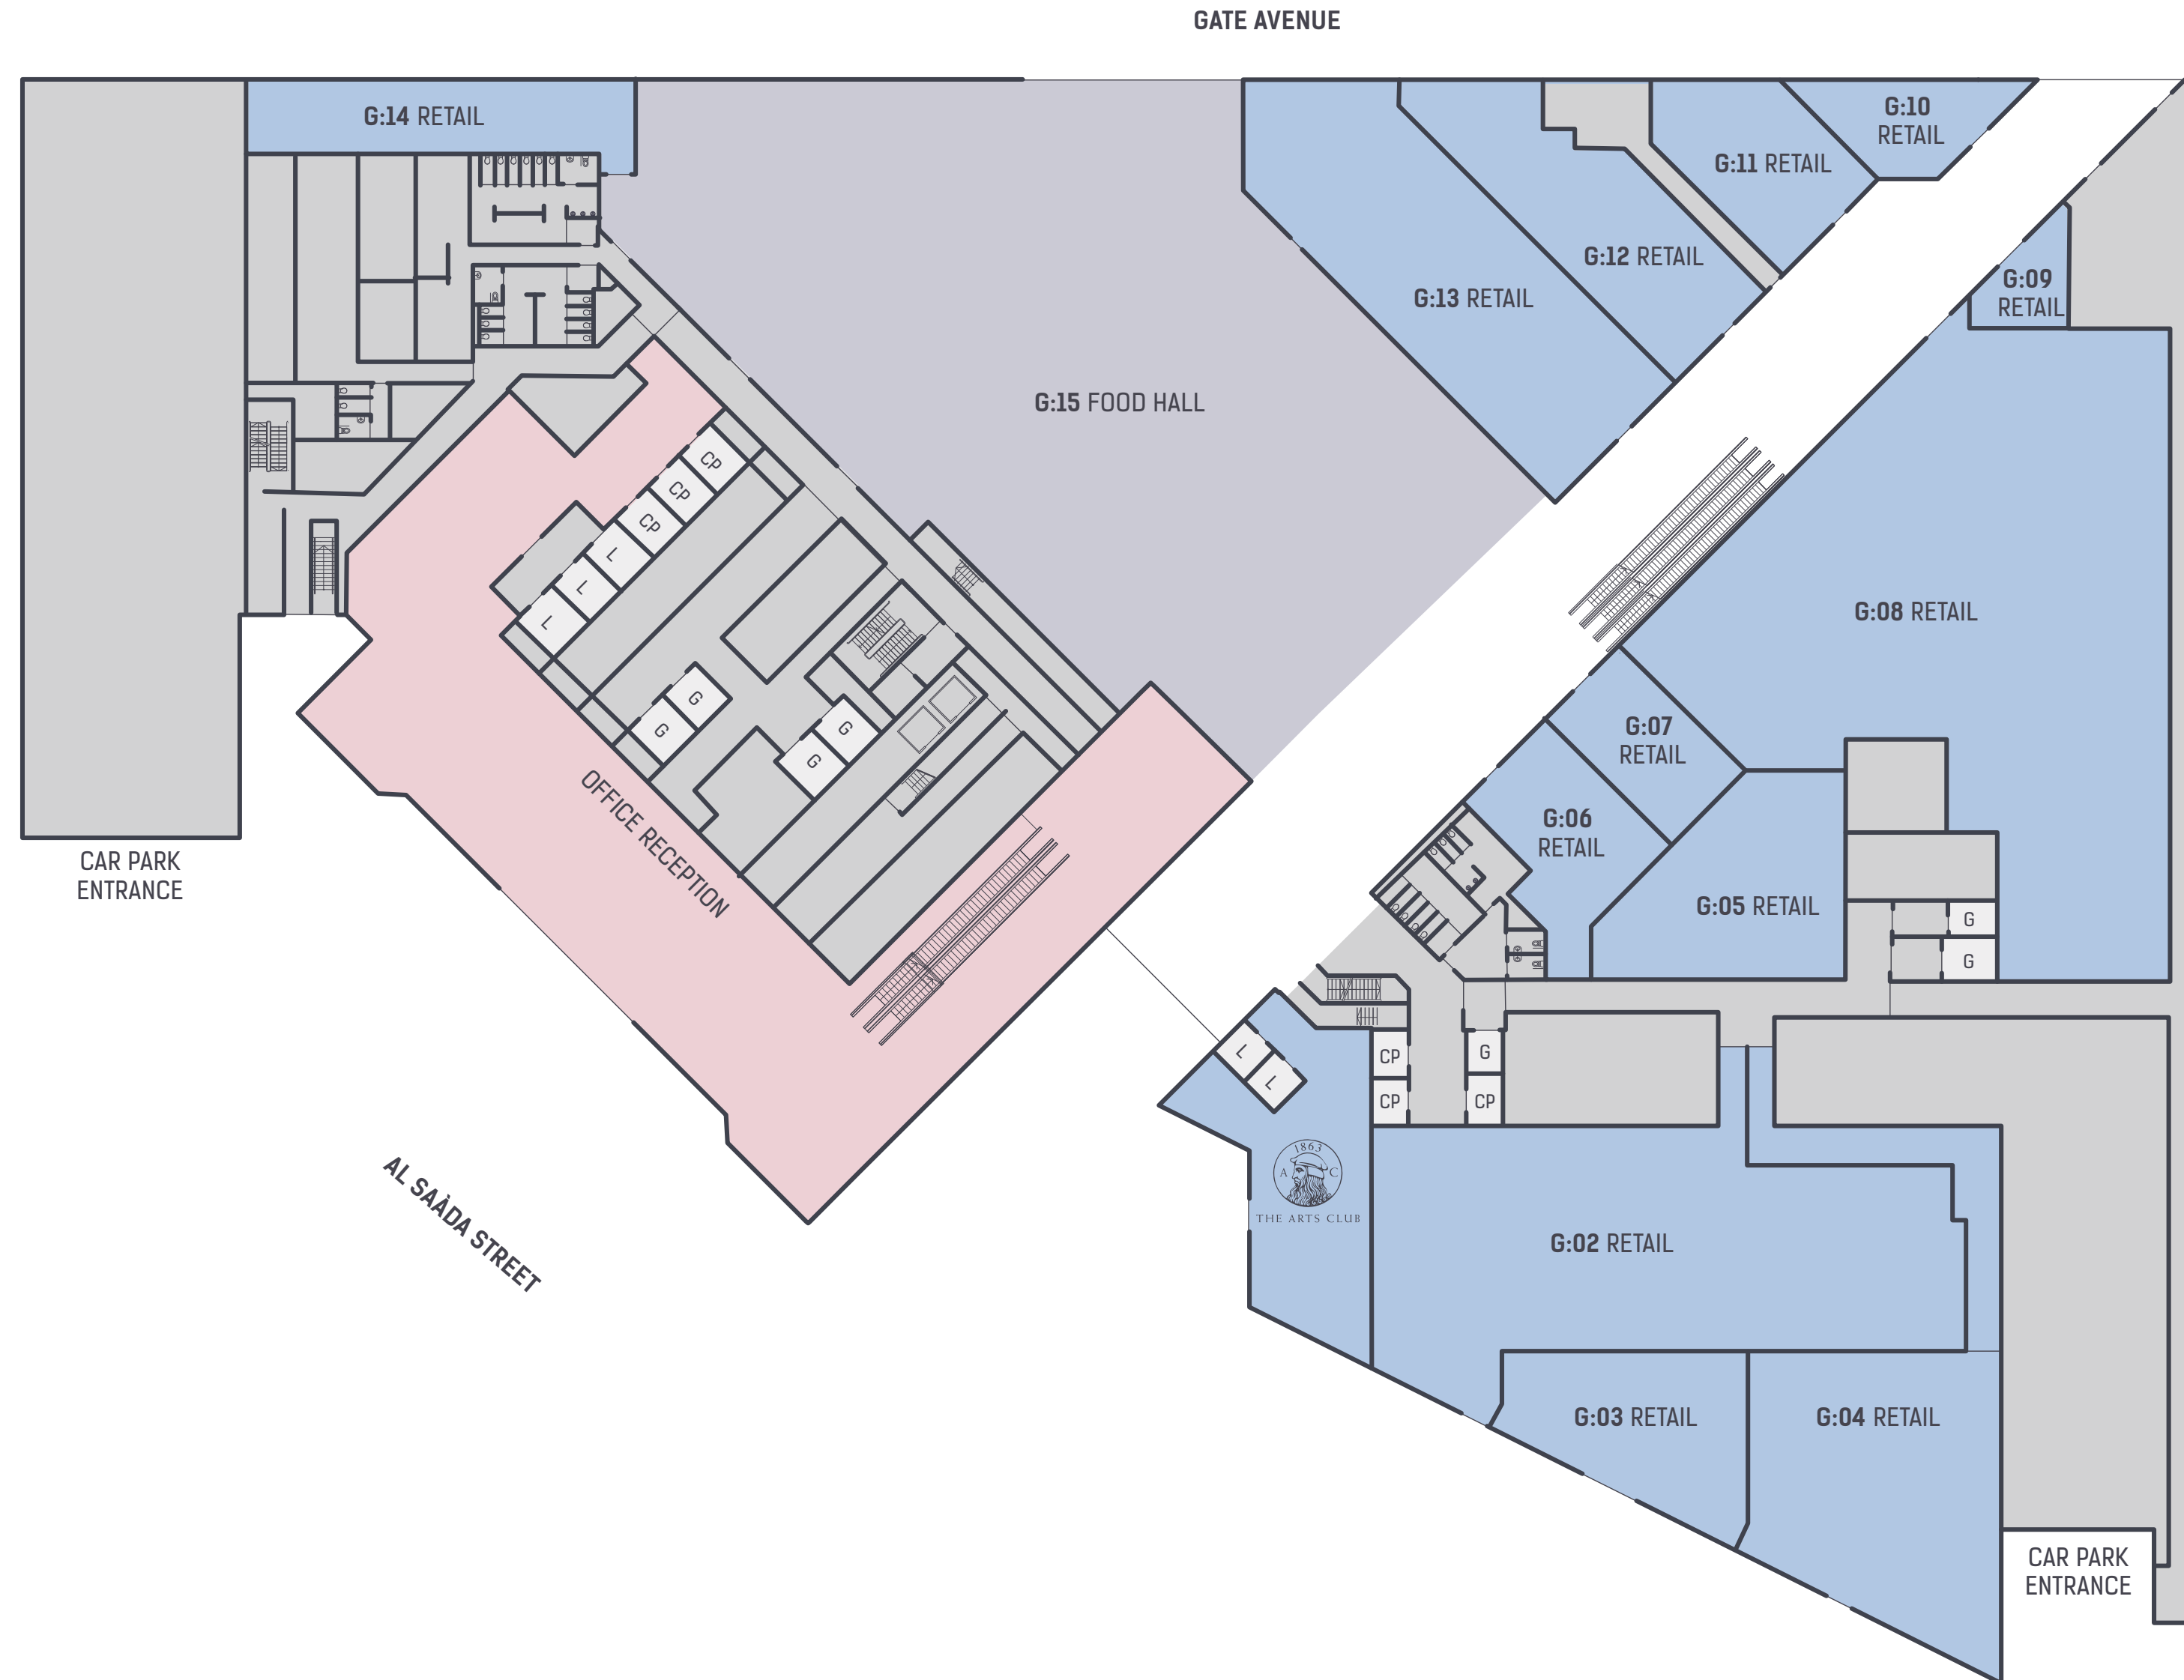 GATE AVENUE
G:14 RETAIL
G:10
RETAIL
G:11 RETAIL
G:12 RETAIL
G:13 RETAIL
G:09
RETAIL
G:15 FOOD HALL
CP
CP
CP
L
L
L
G:08 RETAIL
G
G
G
G
G:07
RETAIL
G:06
RETAIL
G:05 RETAIL
OFFICE RECEPTION
CAR PARK
ENTRANCE
G
G
L
L
CP
G
CP
CP
1863
A C
THE ARTS CLUB
AL SAÀDA STREET
G:02 RETAIL
G:03 RETAIL
G:04 RETAIL
CAR PARK
ENTRANCE